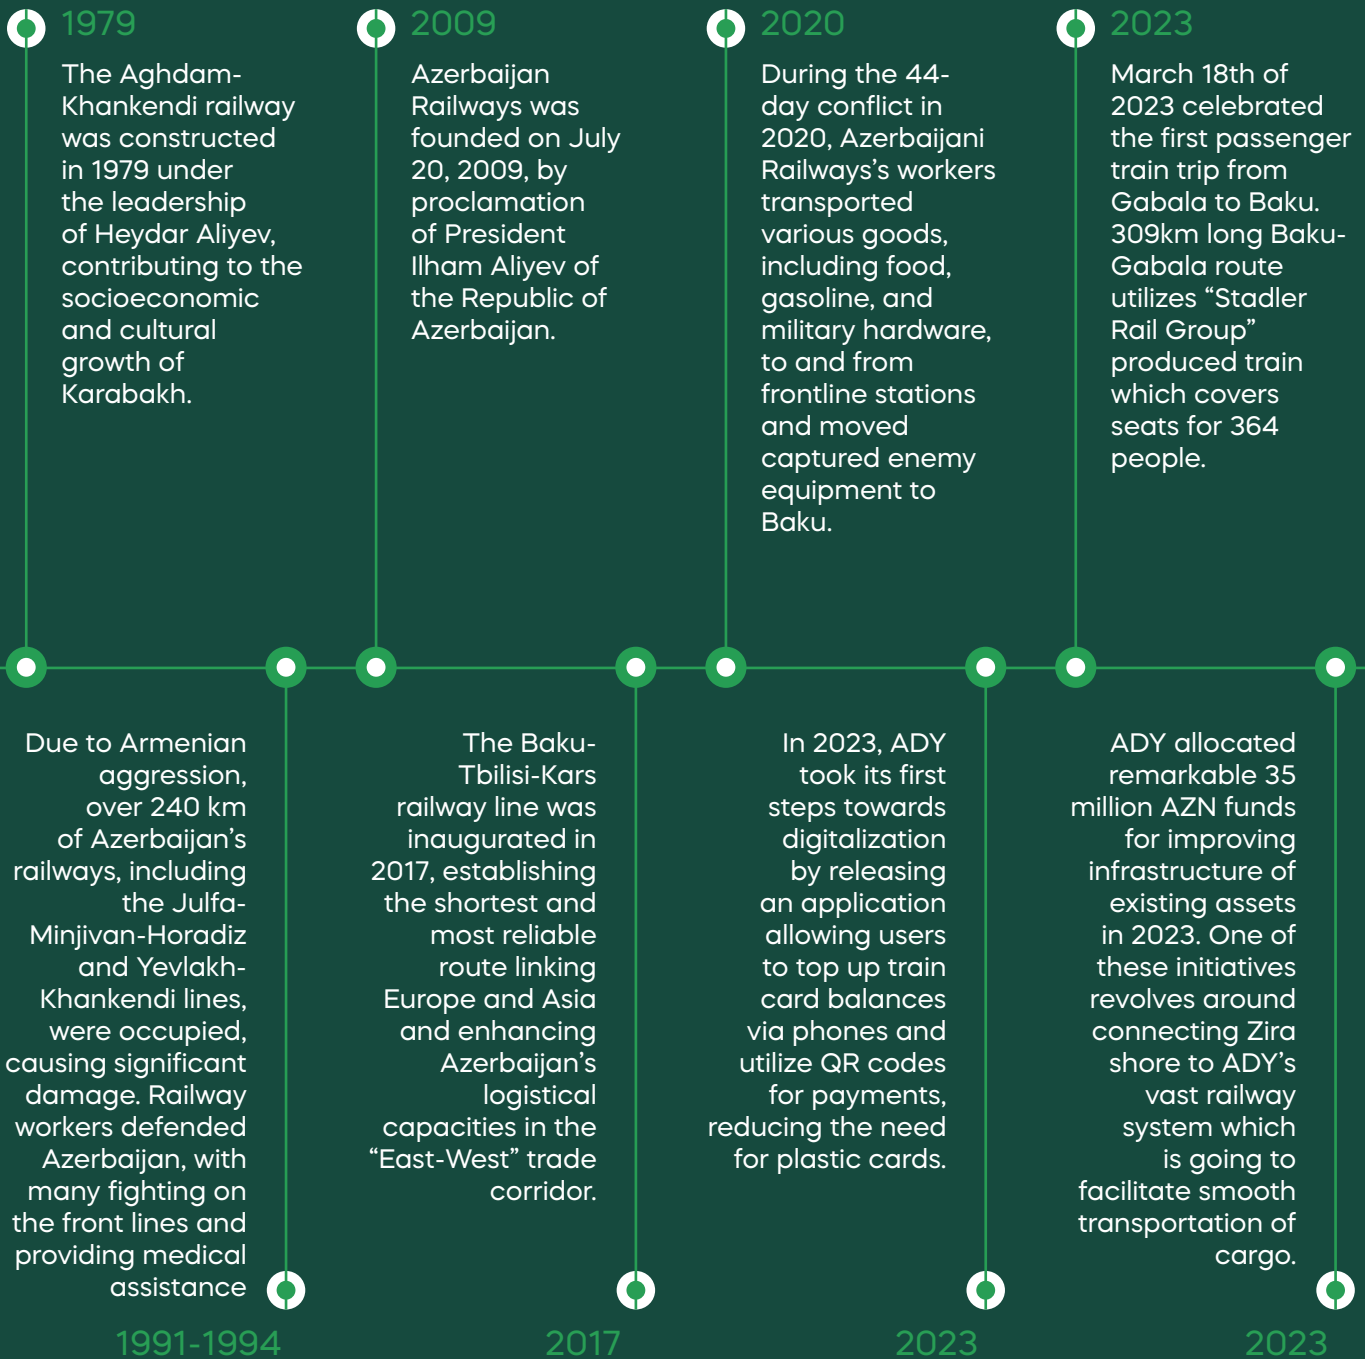 1979
The Aghdam-
Khankendi railway
was constructed
in 1979 under
the leadership
of Heydar Aliyev,
contributing to the
socioeconomic
and cultural
growth of
Karabakh.
2009
Azerbaijan
Railways was
founded on July
20, 2009, by
proclamation
of President
Ilham Aliyev of
the Republic of
Azerbaijan.
2020
During the 44-
day conflict in
2020, Azerbaijani
Railways's workers
transported
various goods,
including food,
gasoline, and
military hardware,
to and from
frontline stations
and moved
captured enemy
equipment to
Baku.
2023
March 18th of
2023 celebrated
the first passenger
train trip from
Gabala to Baku.
309km long Baku-
Gabala route
utilizes “Stadler
Rail Group”
produced train
which covers
seats for 364
people.
Due to Armenian
aggression,
over 240 km
of Azerbaijan’s
railways, including
the Julfa-
Minjivan-Horadiz
and Yevlakh-
Khankendi lines,
were occupied,
causing significant
damage. Railway
workers defended
Azerbaijan, with
many fighting on
the front lines and
providing medical
assistance
1991-1994
The Baku-
Tbilisi-Kars
railway line was
inaugurated in
2017, establishing
the shortest and
most reliable
route linking
Europe and Asia
and enhancing
Azerbaijan’s
logistical
capacities in the
“East-West” trade
corridor.
2017
In 2023, ADY
took its first
steps towards
digitalization
by releasing
an application
allowing users
to top up train
card balances
via phones and
utilize QR codes
for payments,
reducing the need
for plastic cards.
2023
ADY allocated
remarkable 35
million AZN funds
for improving
infrastructure of
existing assets
in 2023. One of
these initiatives
revolves around
connecting Zira
shore to ADY’s
vast railway
system which
is going to
facilitate smooth
transportation of
cargo.
2023